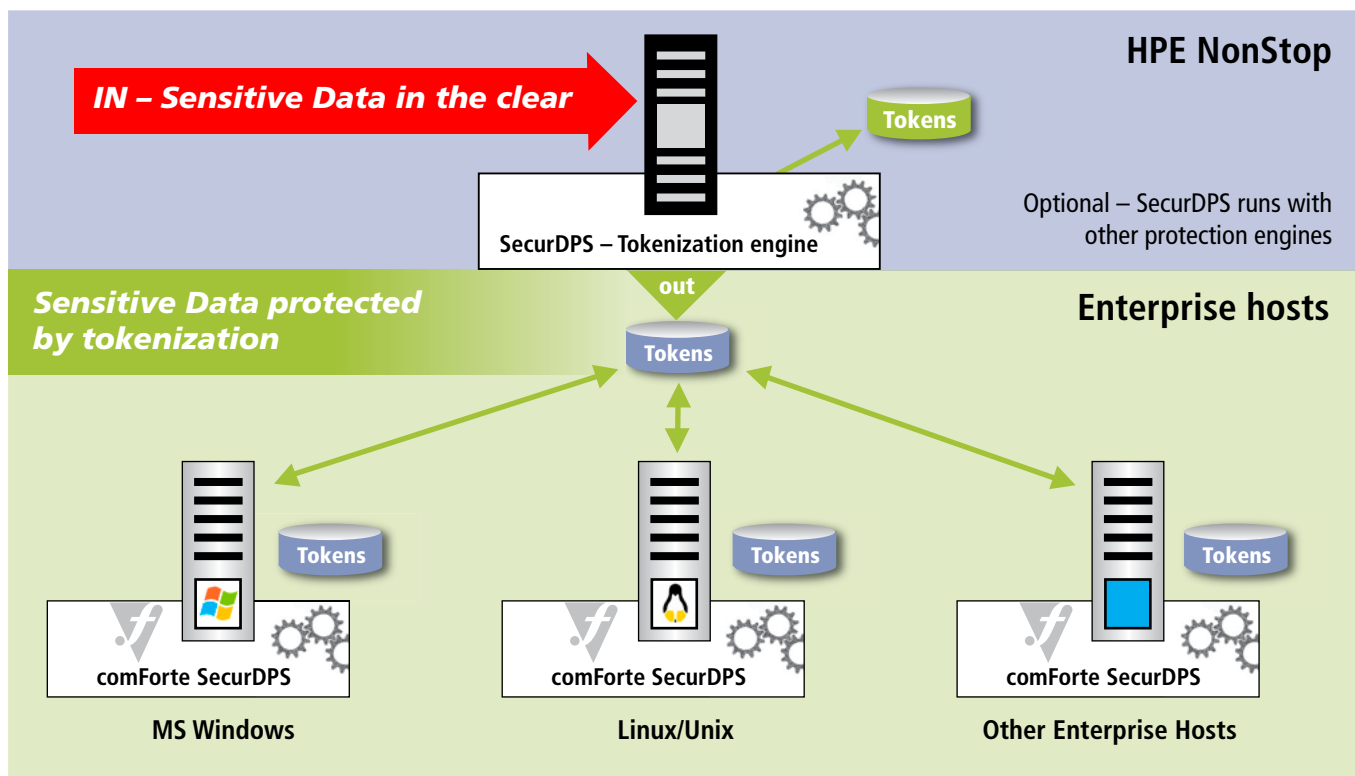 HPE NonStop
IN – Sensitive Data in the clear
Tokens
Optional – SecurDPS runs with
other protection engines
SecurDPS – Tokenization engine
out
Sensitive Data protected
by tokenization
Enterprise hosts
Tokens
Tokens
Tokens
Tokens
f
comForte SecurDPS
f
comForte SecurDPS
f
comForte SecurDPS
MS Windows
Linux/Unix
Other Enterprise Hosts